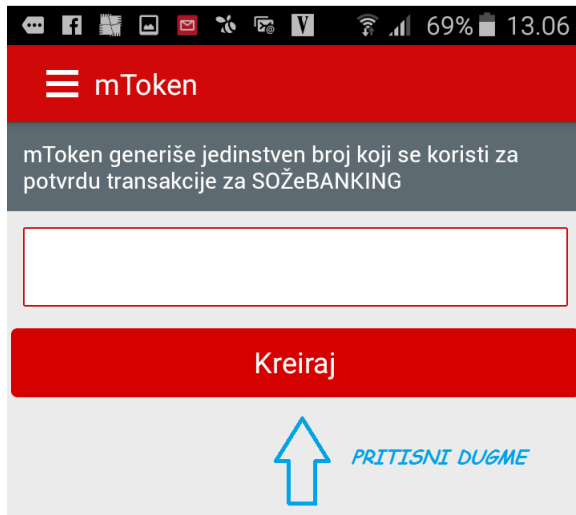 69% 13.06
mToken
mToken generiše jedinstven broj koji se koristi za
potvrdu transakcije za SOŽeBANKING
Kreiraj
PRITISNI DUGME